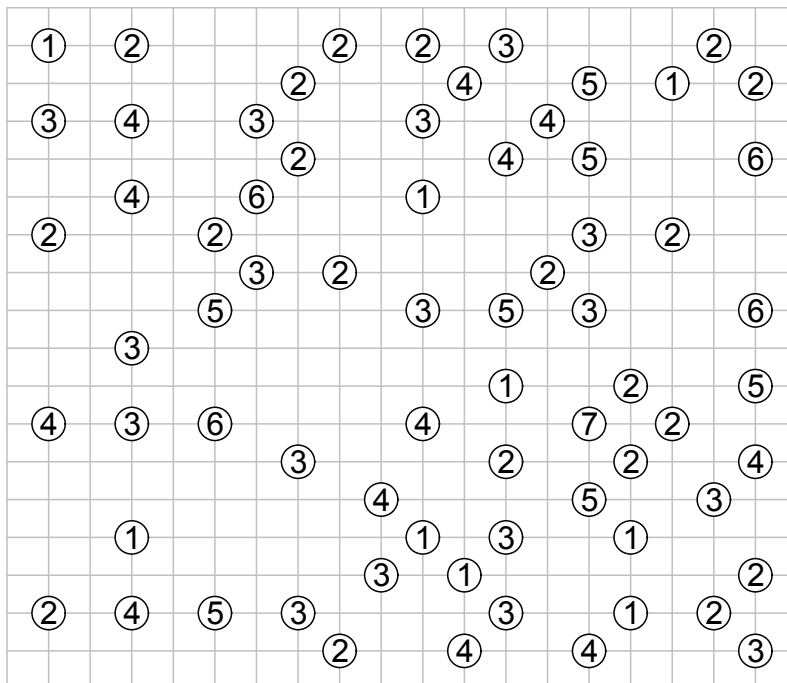 1 2 2 2 3 2
2 4 5 1 2
3 4 3 3 4
2 4 5 6
4 6 1
2 2 3 2
3 2 2
5 3 5 3 6
3
1 2 5
4 3 6 4 7 2
3 2 2 4
4 5 3
1 1 3 1
3 1 2
2 4 5 3 3 1 2
2 4 4 3